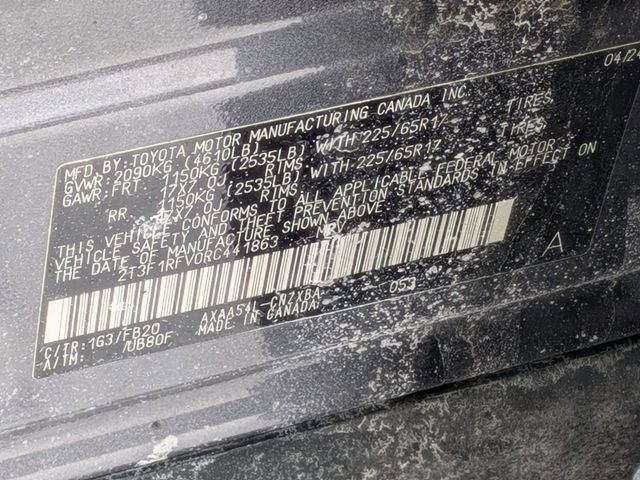 MFD.BY:TOYOTA MOTOR MANUFACTURING CANADA INC. 04/24
GVWR:2090KG (4610LB)
GAWR:FRT 1150KG (2535LB) WITH 225/65R17 TIRES
17X7.0J RIMS
RR 1150KG (2535LB) WITH 225/65R17 TIRES
17X7.0J RIMS
THIS VEHICLE CONFORMS TO ALL APPLICABLE FEDERAL MOTOR
VEHICLE SAFETY AND THEFT PREVENTION STANDARDS IN EFFECT ON
THE DATE OF MANUFACTURE SHOWN ABOVE.
2T3F1RFV0RC441863 MPV
A
C/TR:1G3/FB20 AXAA54L-CNZXBA 053
A/TM: /UB80F MADE IN CANADA